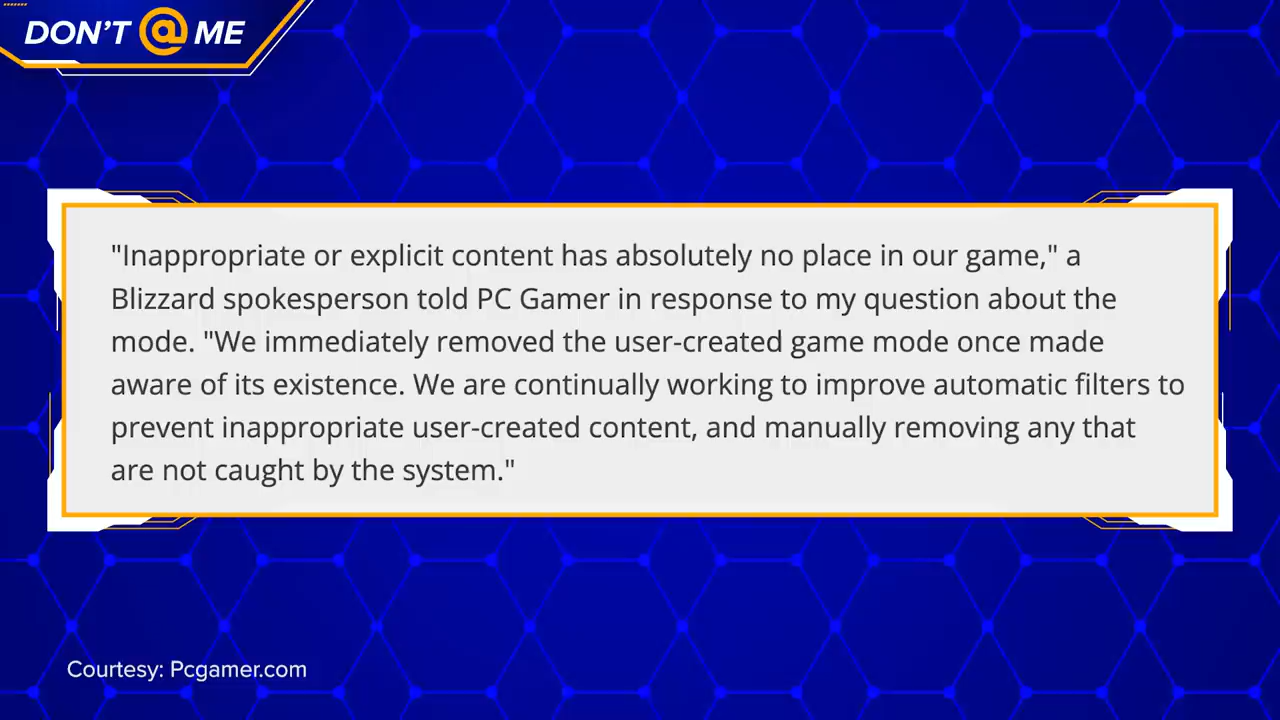 DON'T @ ME
"Inappropriate or explicit content has absolutely no place in our game," a
Blizzard spokesperson told PC Gamer in response to my question about the
mode. "We immediately removed the user-created game mode once made
aware of its existence. We are continually working to improve automatic filters to
prevent inappropriate user-created content, and manually removing any that
are not caught by the system."
Courtesy: Pcgamer.com